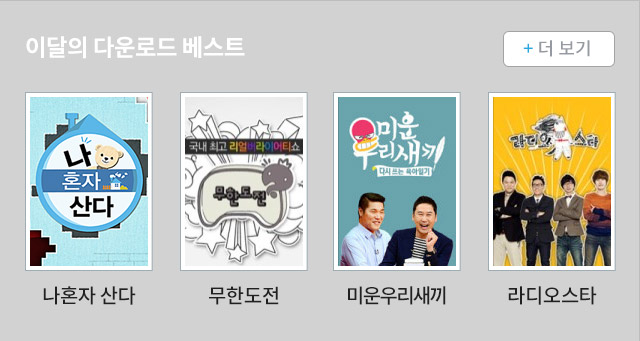 이달의 다운로드 베스트
+ 더 보기
나
혼자
산다
국내 최고 리얼버라이어티쇼
무한도전
미운
우리새끼
다시 쓰는 육아일기
라디오스타
나혼자 산다
무한도전
미운우리새끼
라디오스타